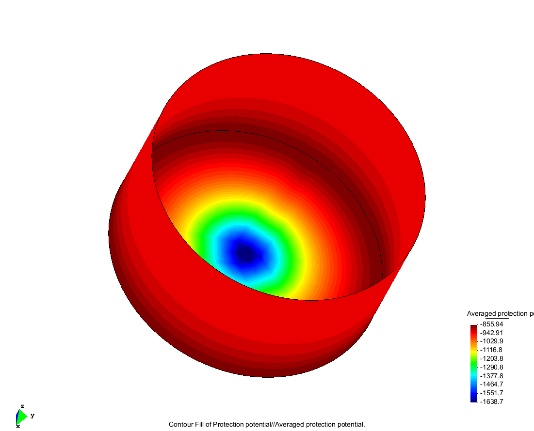 Averaged protection p
-855.94
-942.91
-1029.9
-1116.8
-1203.8
-1290.8
-1377.8
-1464.7
-1551.7
-1638.7
z
y
Contour Fill of Protection potential//Averaged protection potential.